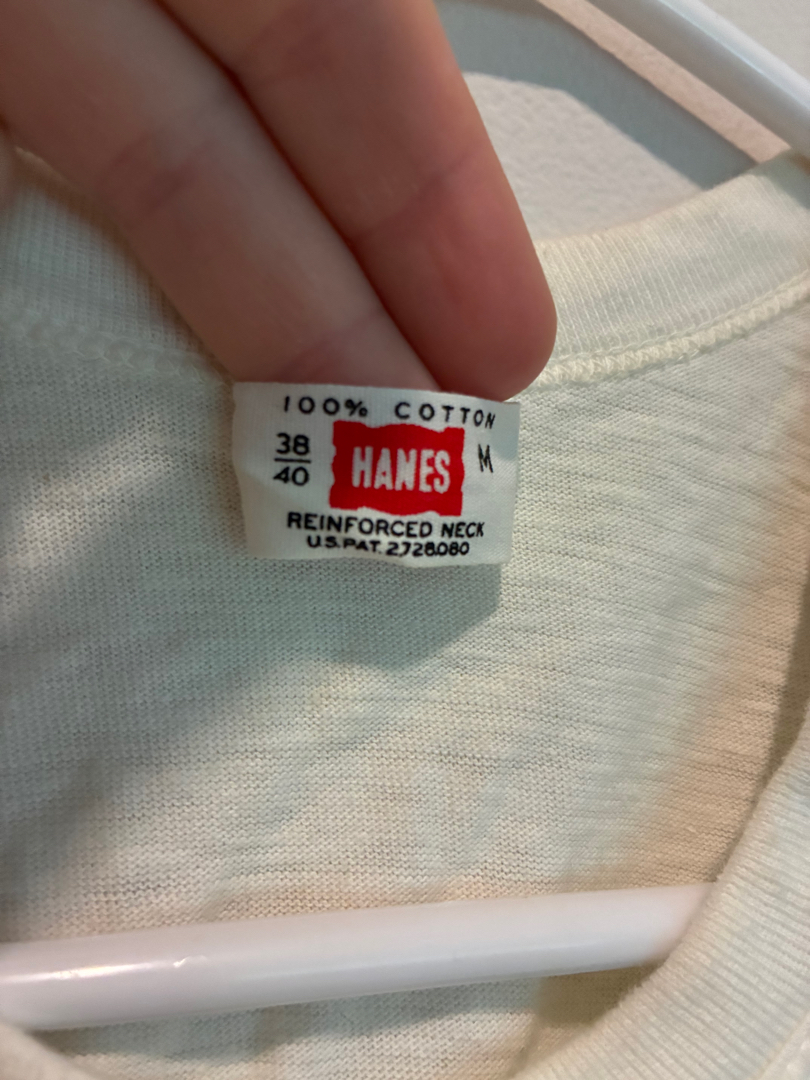 100% COTTON
38
40
HANES
M
REINFORCED NECK
U.S. PAT. 2,728,080